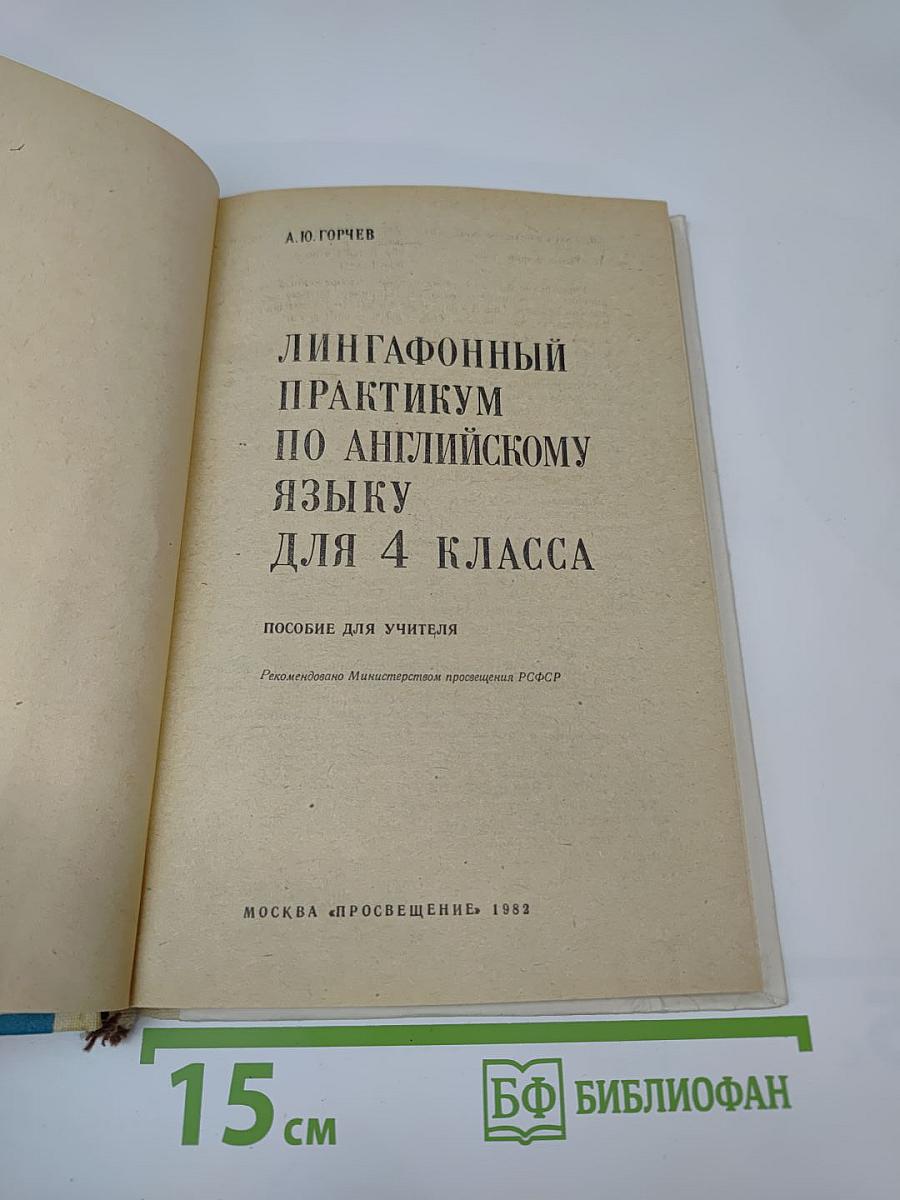 А.Ю. ГОРЧЕВ
ЛИНГАФОННЫЙ
ПРАКТИКУМ
ПО АНГЛИЙСКОМУ
ЯЗЫКУ
ДЛЯ 4 КЛАССА
ПОСОБИЕ ДЛЯ УЧИТЕЛЯ
Рекомендовано Министерством просвещения РСФСР
МОСКВА «ПРОСВЕЩЕНИЕ» 1982
15 см
БФ БИБЛИОФАН